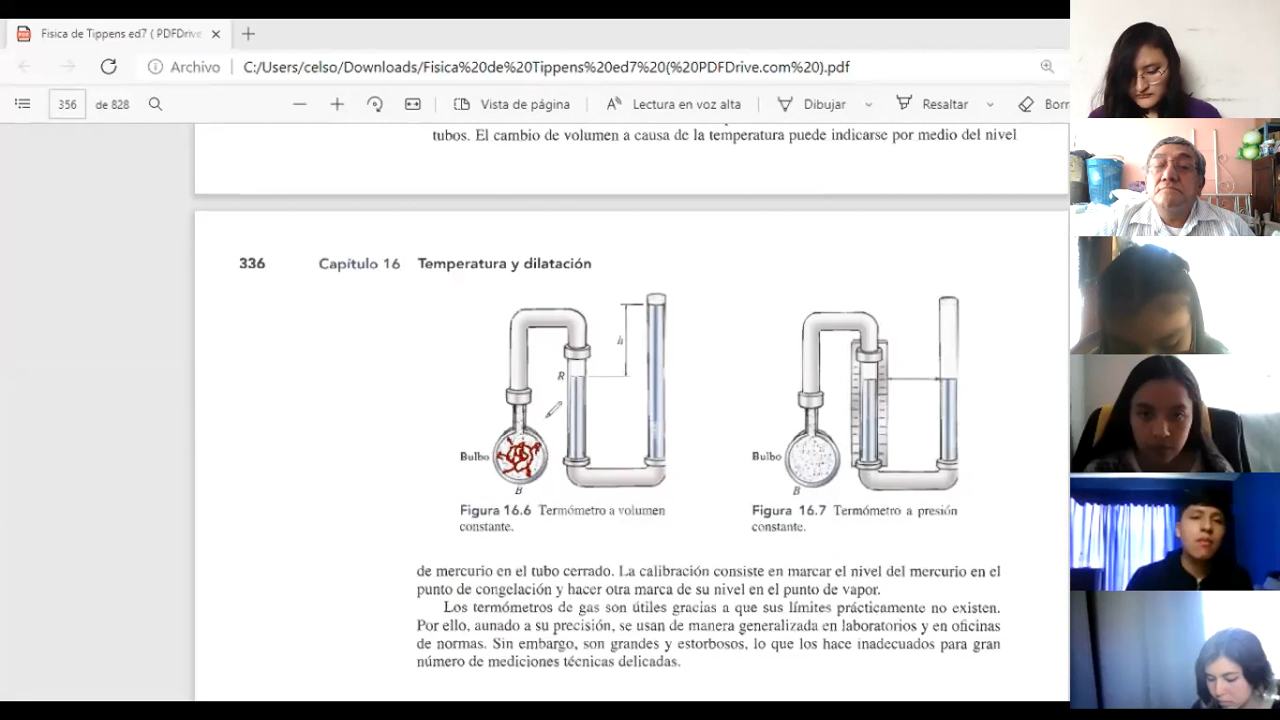 Fisica de Tippens ed7 ( PDFDrive
Archivo C:/Users/celso/Downloads/Fisica%20de%20Tippens%20ed7%20(%20PDFDrive.com%20).pdf
356 de 828 Vista de página Lectura en voz alta Dibujar Resaltar Borr
tubos. El cambio de volumen a causa de la temperatura puede indicarse por medio del nivel
336 Capítulo 16 Temperatura y dilatación
h
R
Bulbo
B
Figura 16.6 Termómetro a volumen
constante.
Bulbo
B
Figura 16.7 Termómetro a presión
constante.
de mercurio en el tubo cerrado. La calibración consiste en marcar el nivel del mercurio en el
punto de congelación y hacer otra marca de su nivel en el punto de vapor.
Los termómetros de gas son útiles gracias a que sus límites prácticamente no existen.
Por ello, aunado a su precisión, se usan de manera generalizada en laboratorios y en oficinas
de normas. Sin embargo, son grandes y estorbosos, lo que los hace inadecuados para gran
número de mediciones técnicas delicadas.